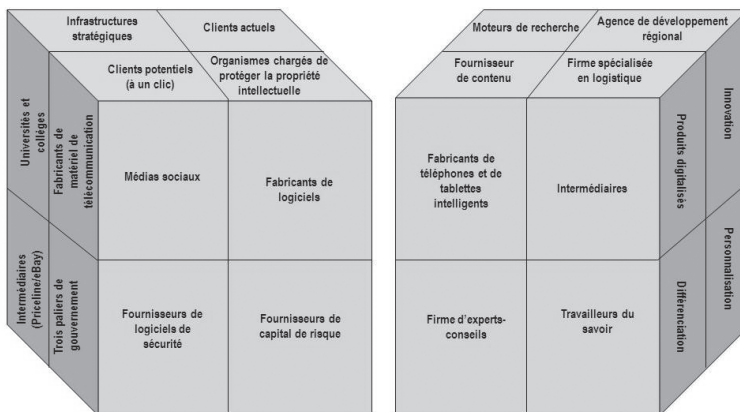 Infrastructures
stratégiques
Clients actuels
Clients potentiels
(à un clic)
Organismes chargés de
protéger la propriété
intellectuelle
Universités et
collèges
Fabricants de
matériel de
télécommunication
Médias sociaux
Fabricants de
logiciels
Intermédiaires
(Priceline/eBay)
Trois paliers de
gouvernement
Fournisseurs de
logiciels de
sécurité
Fournisseurs de
capital de risque
Moteurs de recherche
Agence de développement
régional
Fournisseur
de contenu
Firme spécialisée
en logistique
Fabricants de
téléphones et de
tablettes
intelligents
Intermédiaires
Produits digitalisés
Innovation
Firme d'experts-
conseils
Travailleurs du
savoir
Différenciation
Personnalisation